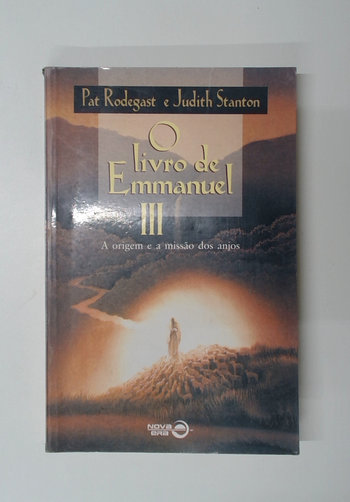 Pat Rodegast e Judith Stanton
O
livro de
Emmanuel
III
A origem e a missão dos anjos
NOVA
ERA